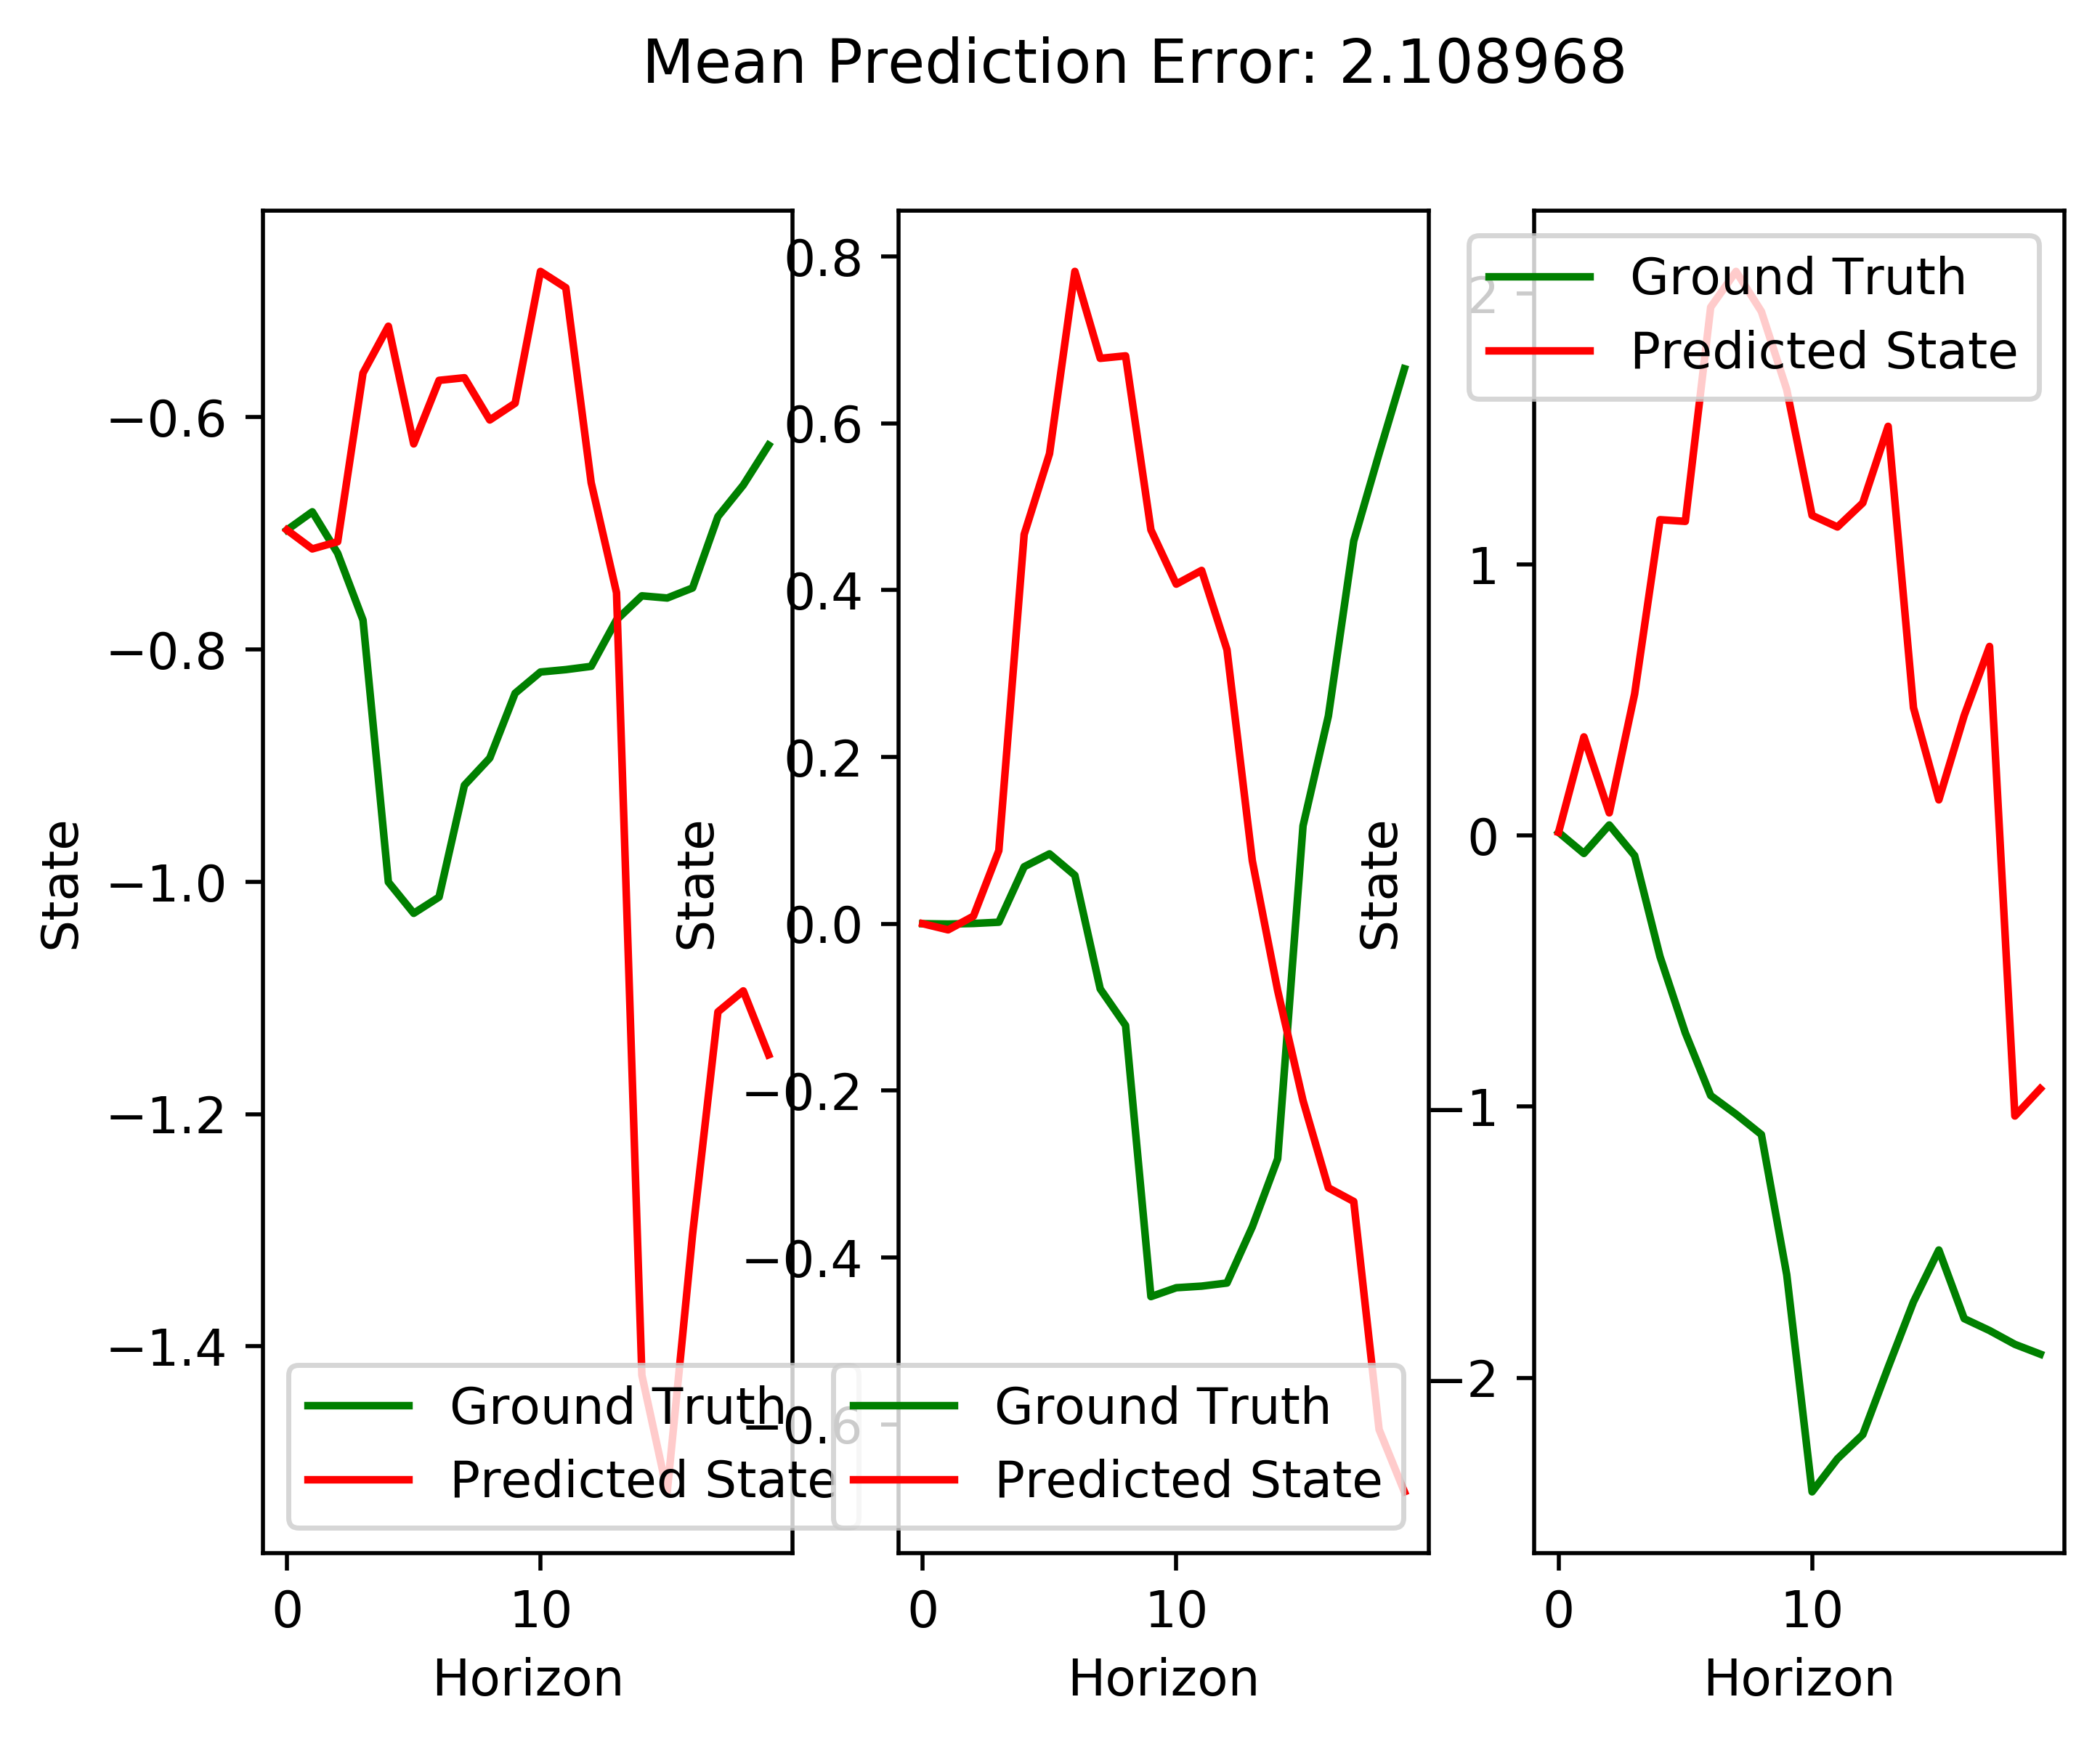 Mean Prediction Error: 2.108968
State
−0.6
−0.8
−1.0
−1.2
−1.4
Ground Truth
Predicted State
0 10
Horizon
State
0.8
0.6
0.4
0.2
0.0
−0.2
−0.4
−0.6
Ground Truth
Predicted State
0 10
Horizon
State
2
1
0
−1
−2
Ground Truth
Predicted State
0 10
Horizon